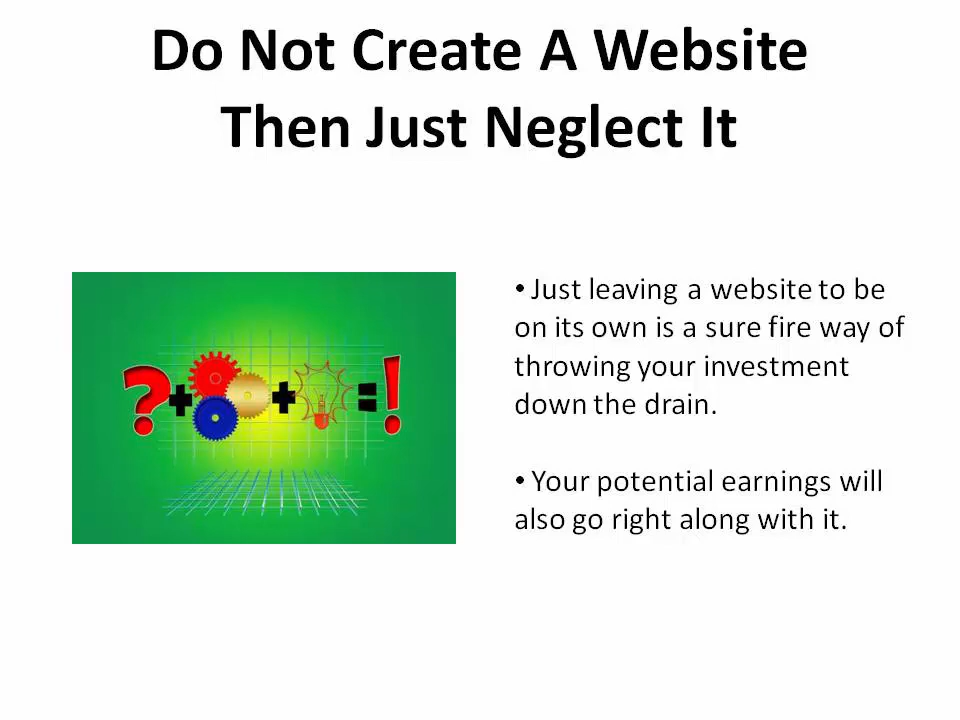 Do Not Create A Website
Then Just Neglect It
? + + = !
• Just leaving a website to be
on its own is a sure fire way of
throwing your investment
down the drain.
• Your potential earnings will
also go right along with it.